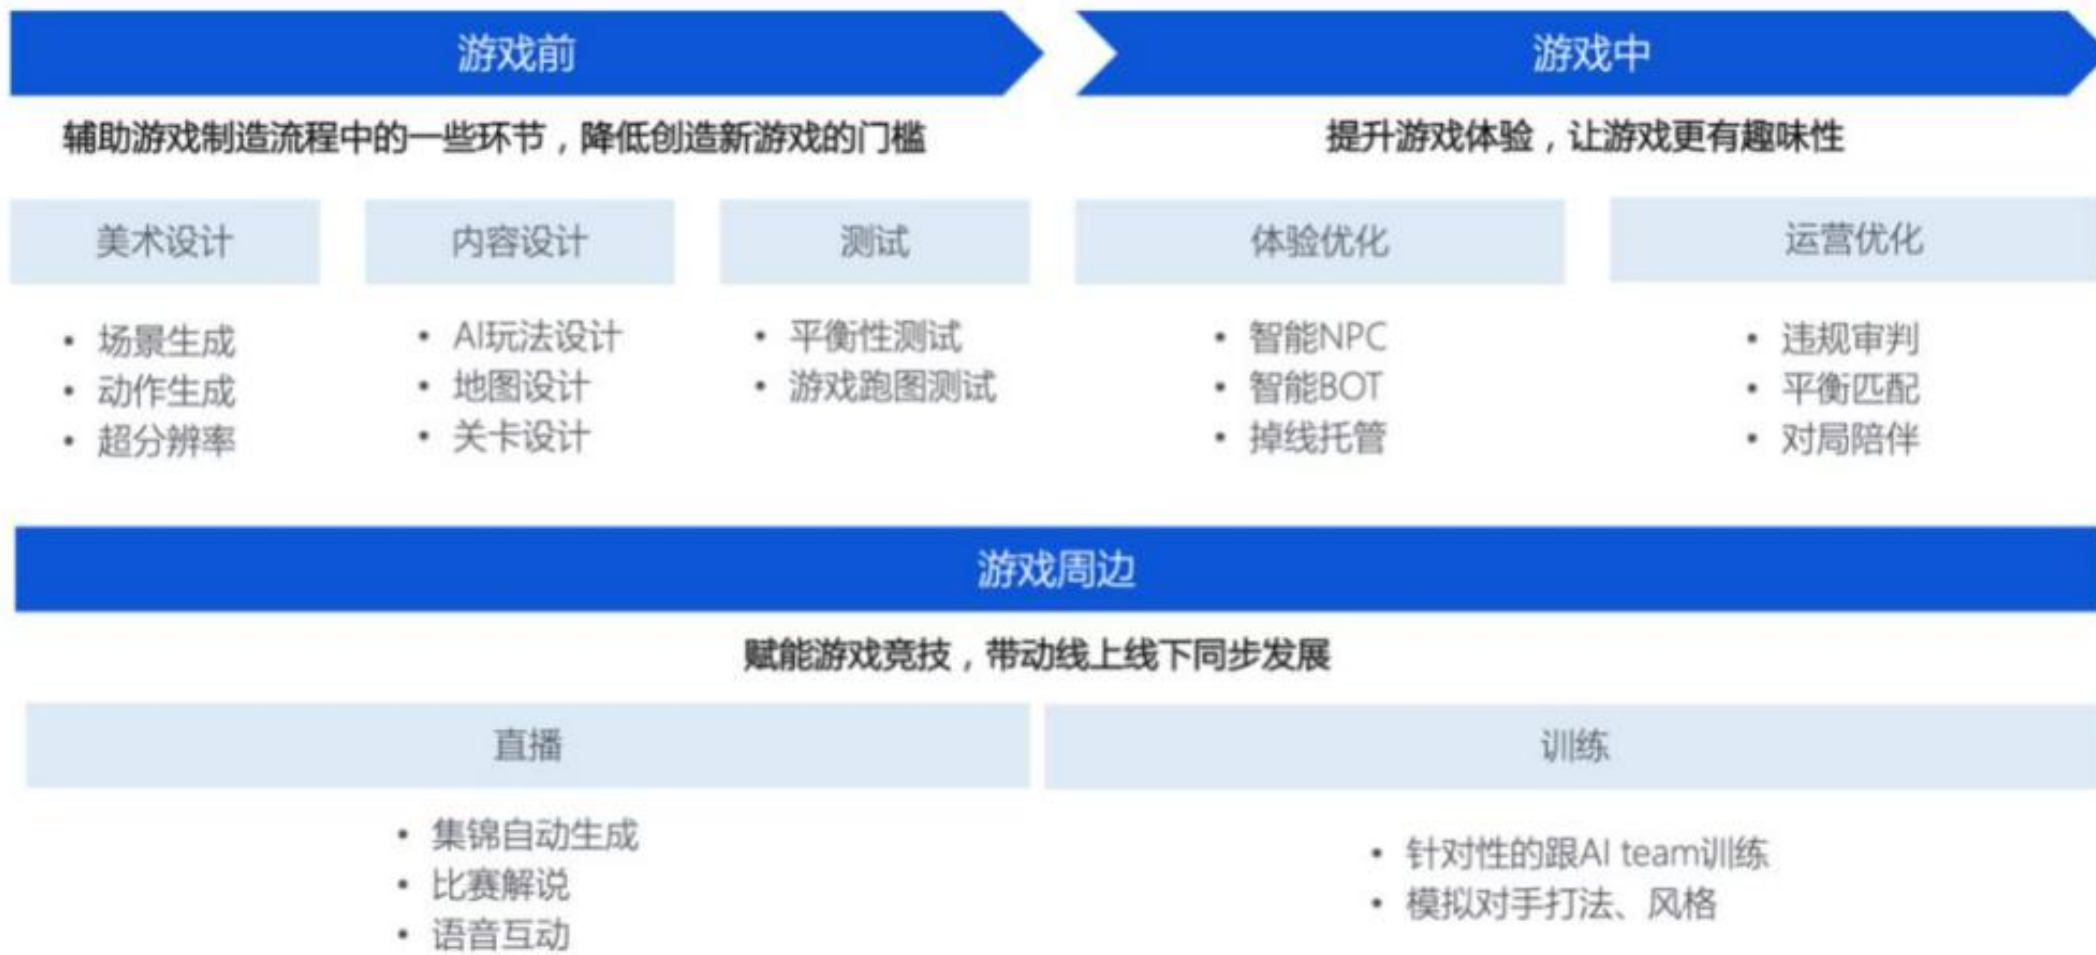 游戏前
游戏中
辅助游戏制造流程中的一些环节，降低创造新游戏的门槛
提升游戏体验，让游戏更有趣味性
美术设计
内容设计
测试
体验优化
运营优化
• 场景生成
• 动作生成
• 超分辨率
• AI玩法设计
• 地图设计
• 关卡设计
• 平衡性测试
• 游戏跑图测试
• 智能NPC
• 智能BOT
• 掉线托管
• 违规审判
• 平衡匹配
• 对局陪伴
游戏周边
赋能游戏竞技，带动线上线下同步发展
直播
训练
• 集锦自动生成
• 比赛解说
• 语音互动
• 针对性的跟AI team训练
• 模拟对手打法、风格